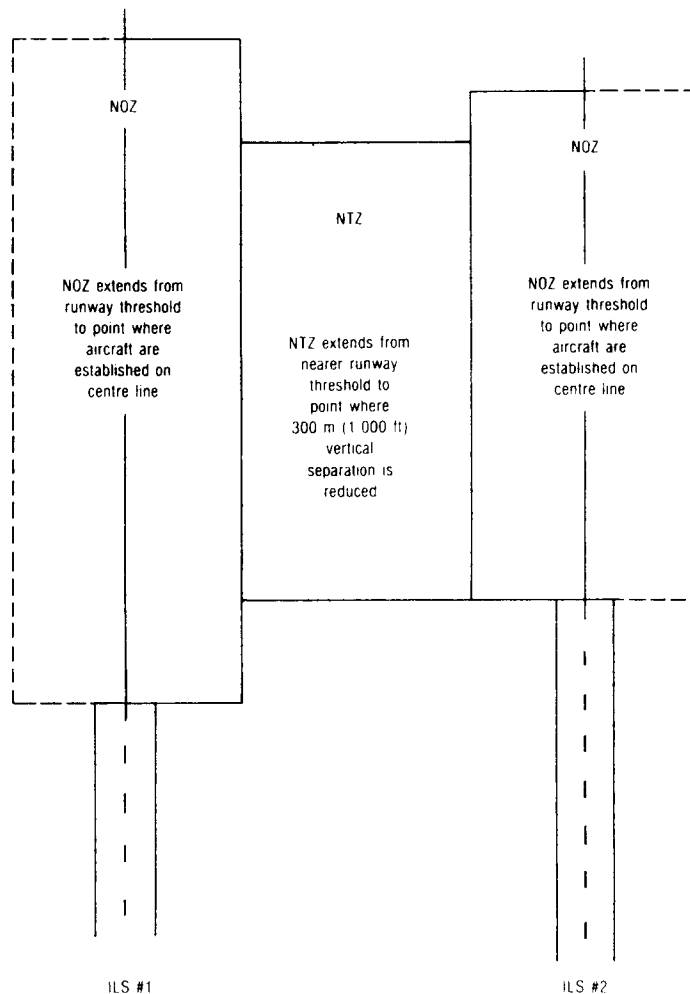 NOZ
NOZ
NTZ
NOZ extends from
runway threshold
to point where
aircraft are
established on
centre line
NTZ extends from
nearer runway
threshold to
point where
300 m (1 000 ft)
vertical
separation is
reduced
NOZ extends from
runway threshold
to point where
aircraft are
established on
centre line
ILS #1
ILS #2